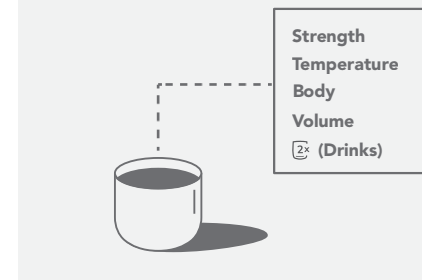 Strength
Temperature
Body
Volume
2× (Drinks)